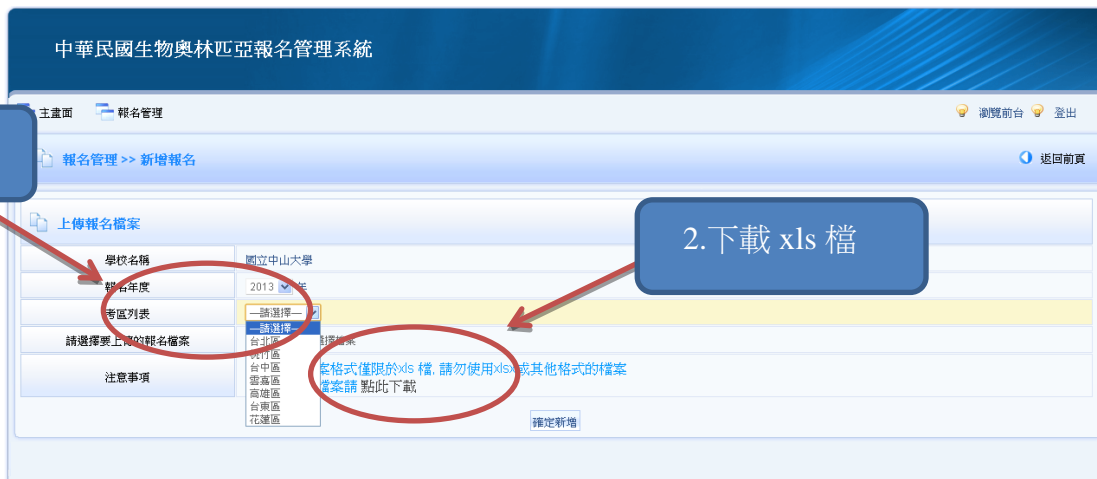 中華民國生物奧林匹亞報名管理系統
主畫面 報名管理 瀏覽前台 登出
報名管理 >> 新增報名 返回前頁
上傳報名檔案
2.下載 xls 檔
學校名稱 國立中山大學
報名年度 2013 年
考區列表 —請選擇—
—請選擇—
請選擇要上傳的報名檔案 台北區 選擇檔案
桃竹區
注意事項 台中區 案格式僅限於xls 檔, 請勿使用xlsx或其他格式的檔案
雲嘉區
高雄區 檔案請 點此下載
台東區
花蓮區
確定新增